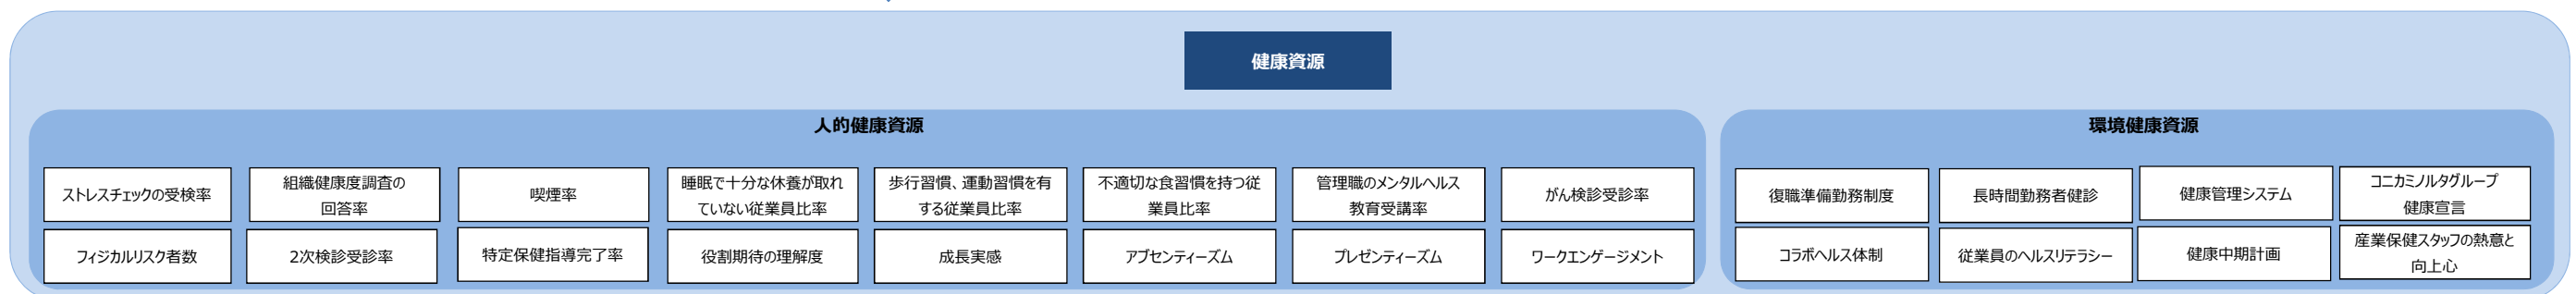 健康資源
人的健康資源
ストレスチェックの受検率
組織健康度調査の
回答率
喫煙率
睡眠で十分な休養が取れ
ていない従業員比率
歩行習慣、運動習慣を有
する従業員比率
不適切な食習慣を持つ従
業員比率
管理職のメンタルヘルス
教育受講率
がん検診受診率
フィジカルリスク者数
2次検診受診率
特定保健指導完了率
役割期待の理解度
成長実感
アブセンティーズム
プレゼンティーズム
ワークエンゲージメント
環境健康資源
復職準備勤務制度
長時間勤務者健診
健康管理システム
コニカミノルタグループ
健康宣言
コラボヘルス体制
従業員のヘルスリテラシー
健康中期計画
産業保健スタッフの熱意と
向上心